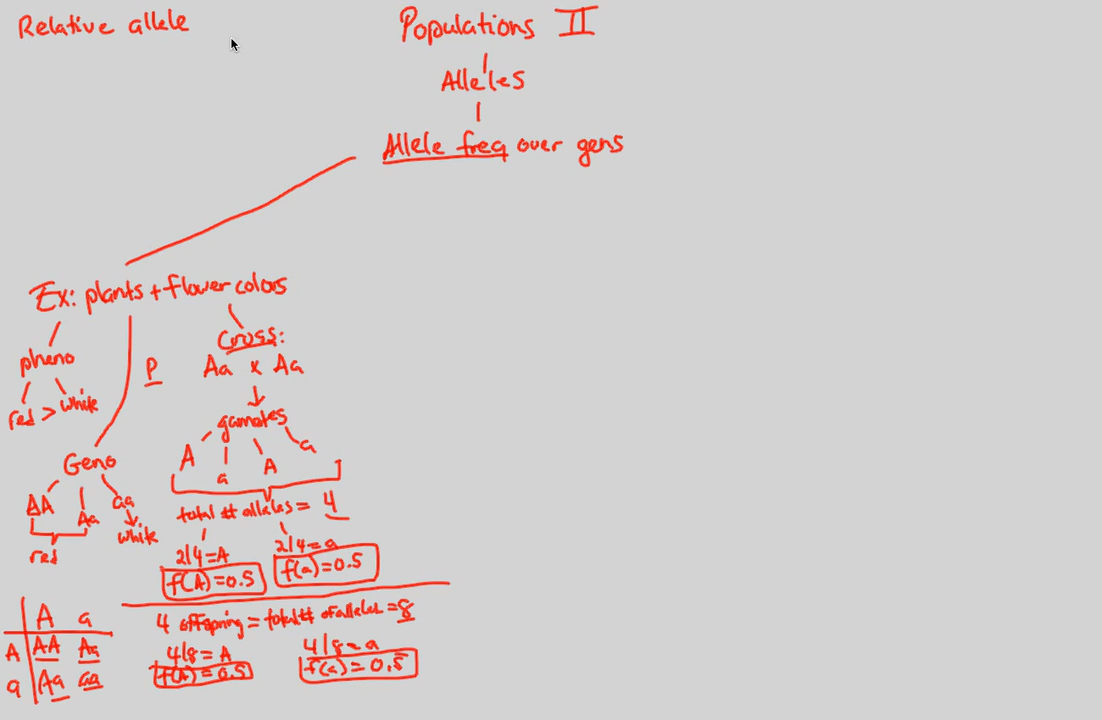 Relative allele
Populations II
Alleles
Allele freq over gens
Ex: plants + flower colors
pheno
red > white
Geno
AA
Aa
aa
red
white
P
Cross:
Aa x Aa
gametes
A
a
A
a
total # alleles = 4
2/4 = A
f(A) = 0.5
2/4 = a
f(a) = 0.5
4 offspring = total # of alleles = 8
4/8 = A
f(A) = 0.5
4/8 = a
f(a) = 0.5
A a
A AA Aa
a Aa aa